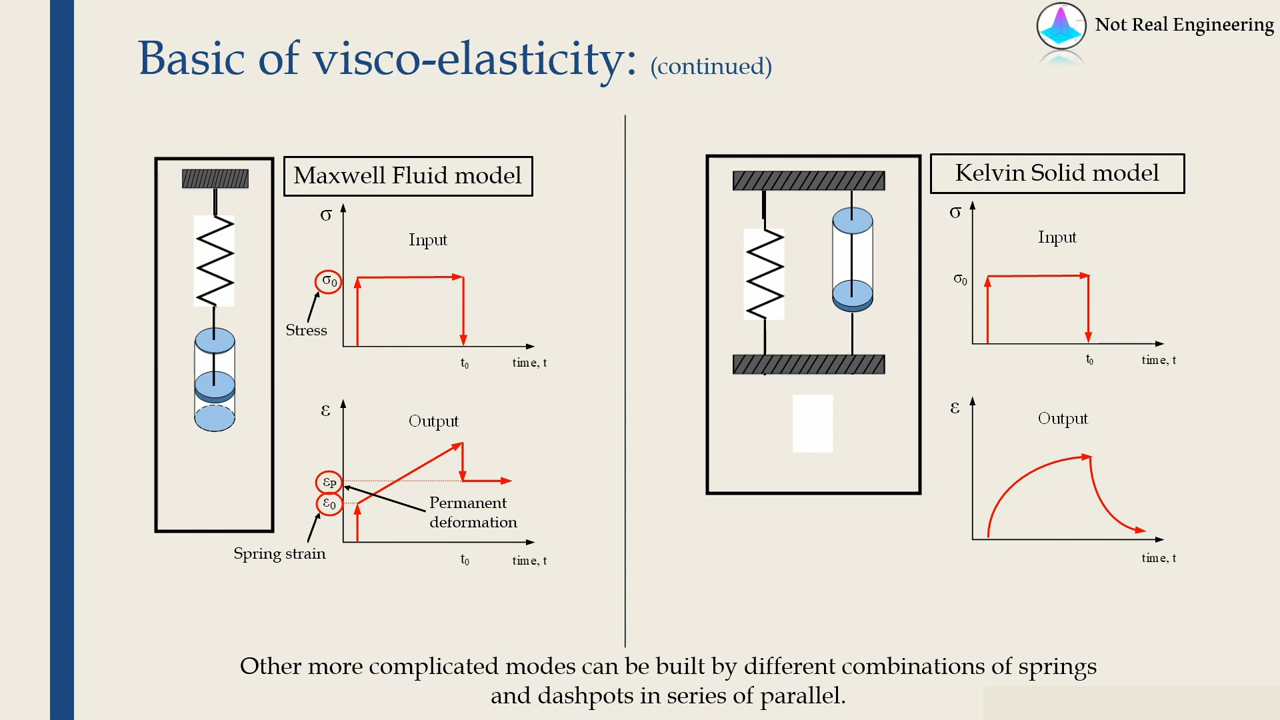 Not Real Engineering
Basic of visco-elasticity: (continued)
Maxwell Fluid model
σ
Input
σ0
Stress
t0
time, t
ε
Output
εP
ε0
Permanent
deformation
Spring strain
t0
time, t
Kelvin Solid model
σ
Input
σ0
t0
time, t
ε
Output
time, t
Other more complicated modes can be built by different combinations of springs
and dashpots in series of parallel.